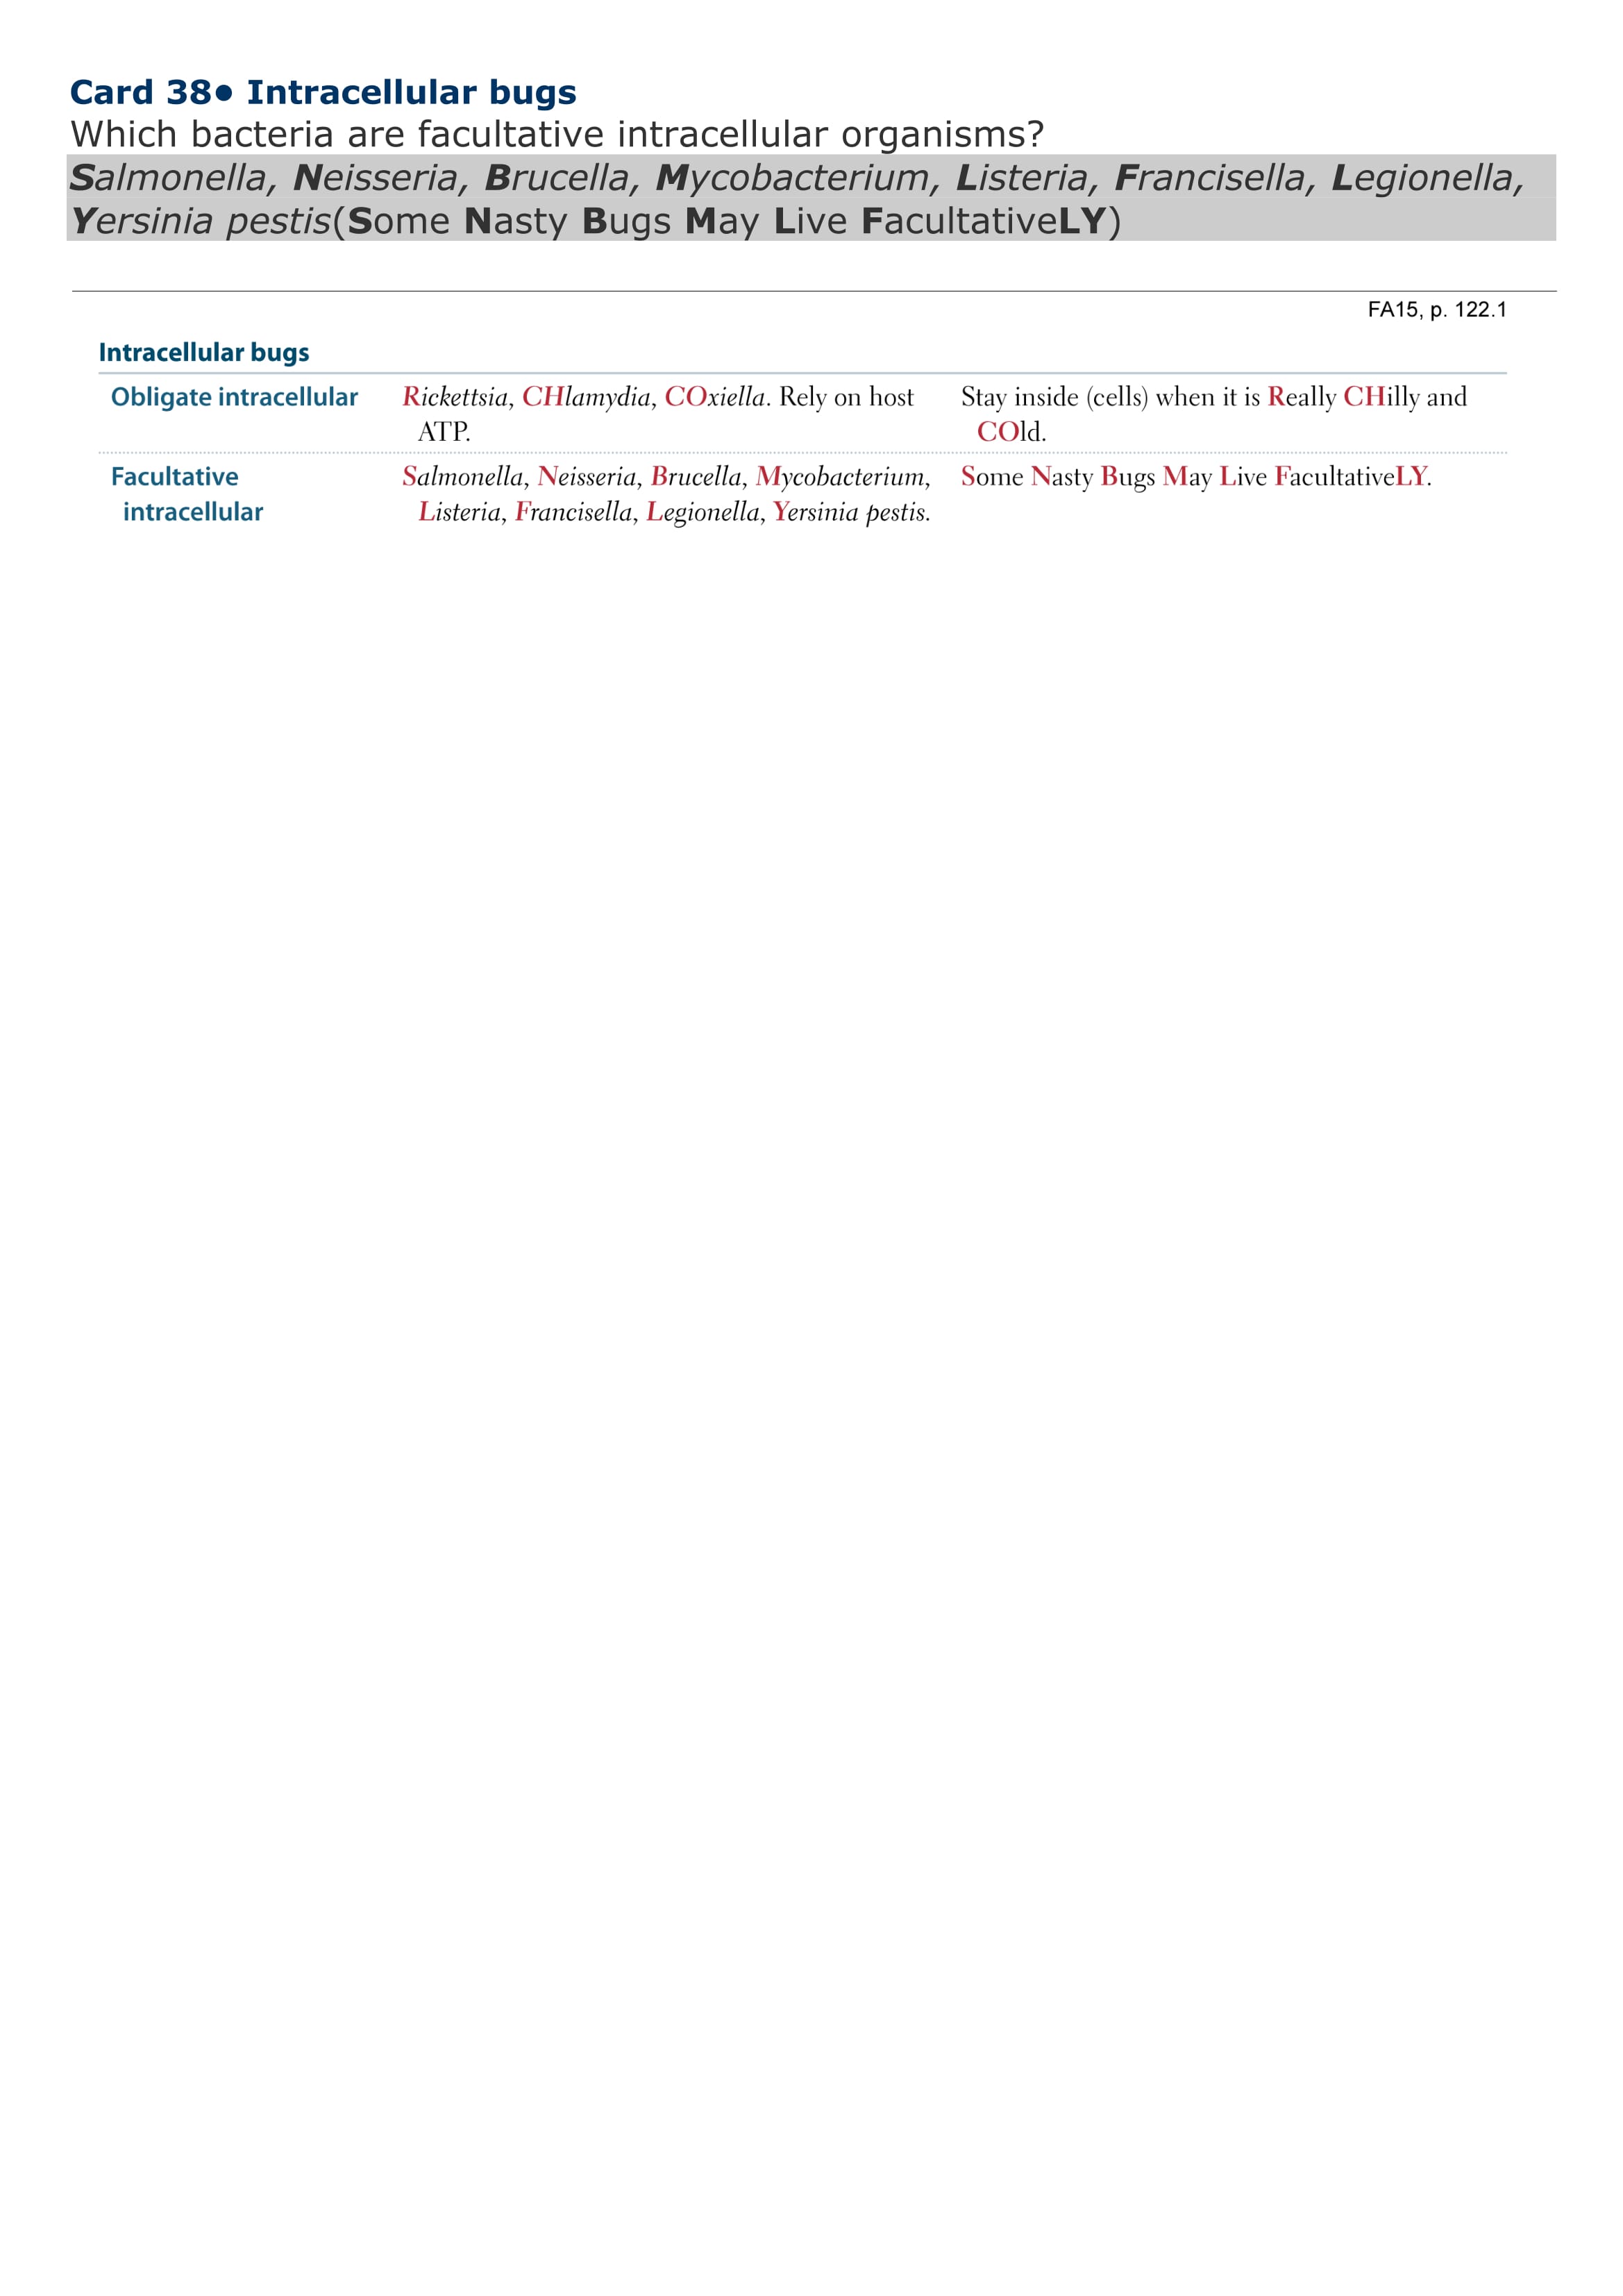 Card 38• Intracellular bugs
Which bacteria are facultative intracellular organisms?
Salmonella, Neisseria, Brucella, Mycobacterium, Listeria, Francisella, Legionella,
Yersinia pestis(Some Nasty Bugs May Live FacultativeLY)
FA15, p. 122.1
Intracellular bugs
Obligate intracellular
Rickettsia, CHlamydia, COxiella. Rely on host
ATP.
Stay inside (cells) when it is Really CHilly and
COld.
Facultative
intracellular
Salmonella, Neisseria, Brucella, Mycobacterium,
Listeria, Francisella, Legionella, Yersinia pestis.
Some Nasty Bugs May Live FacultativeLY.